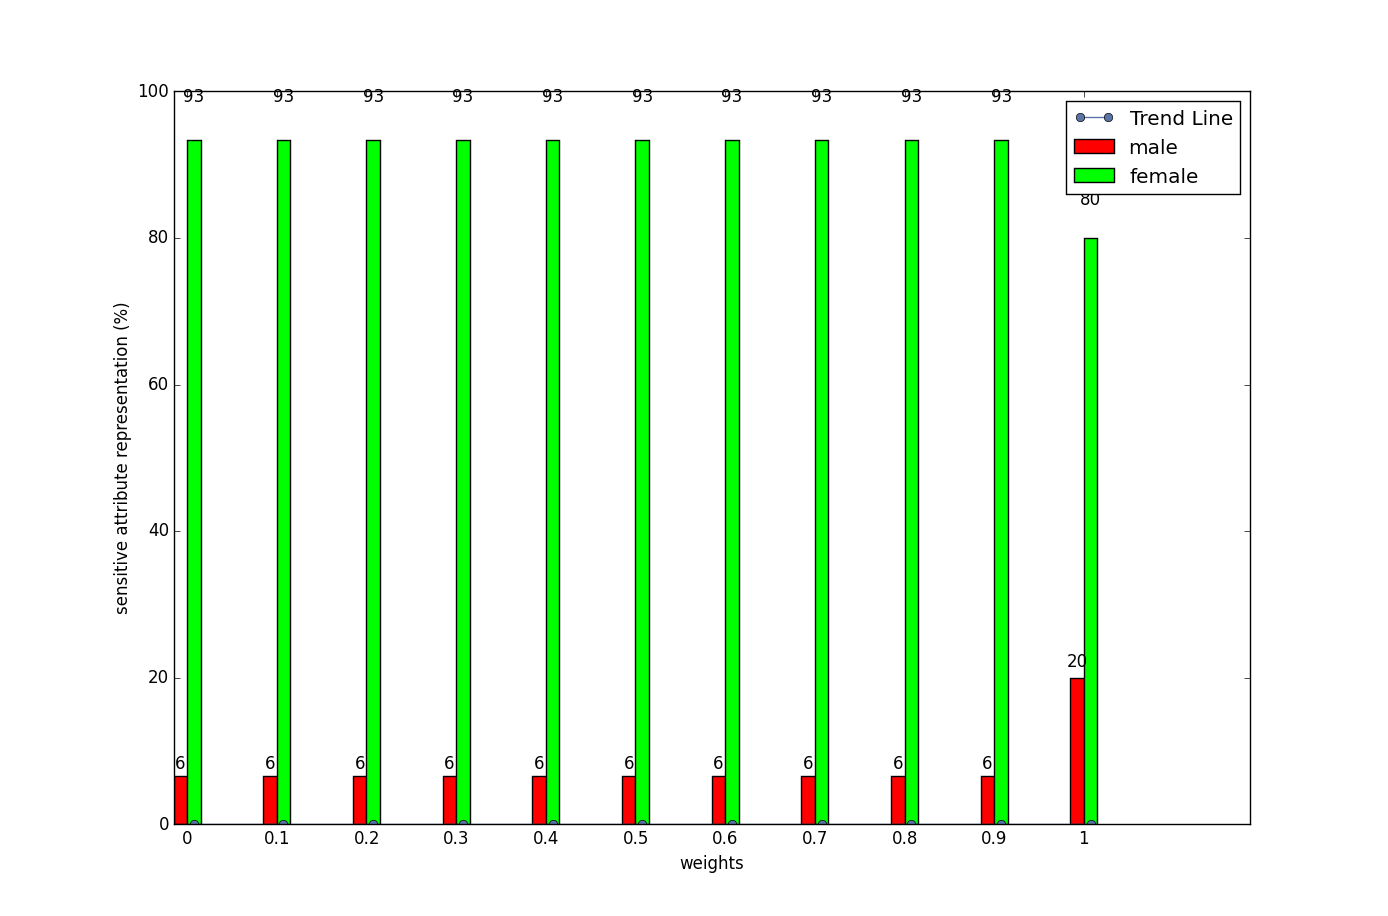 100
93 93 93 93 93 93 93 93 93 93
Trend Line
male
female
80
80
60
sensitive attribute representation (%)
40
20
20
6 6 6 6 6 6 6 6 6 6
0
0 0.1 0.2 0.3 0.4 0.5 0.6 0.7 0.8 0.9 1
weights